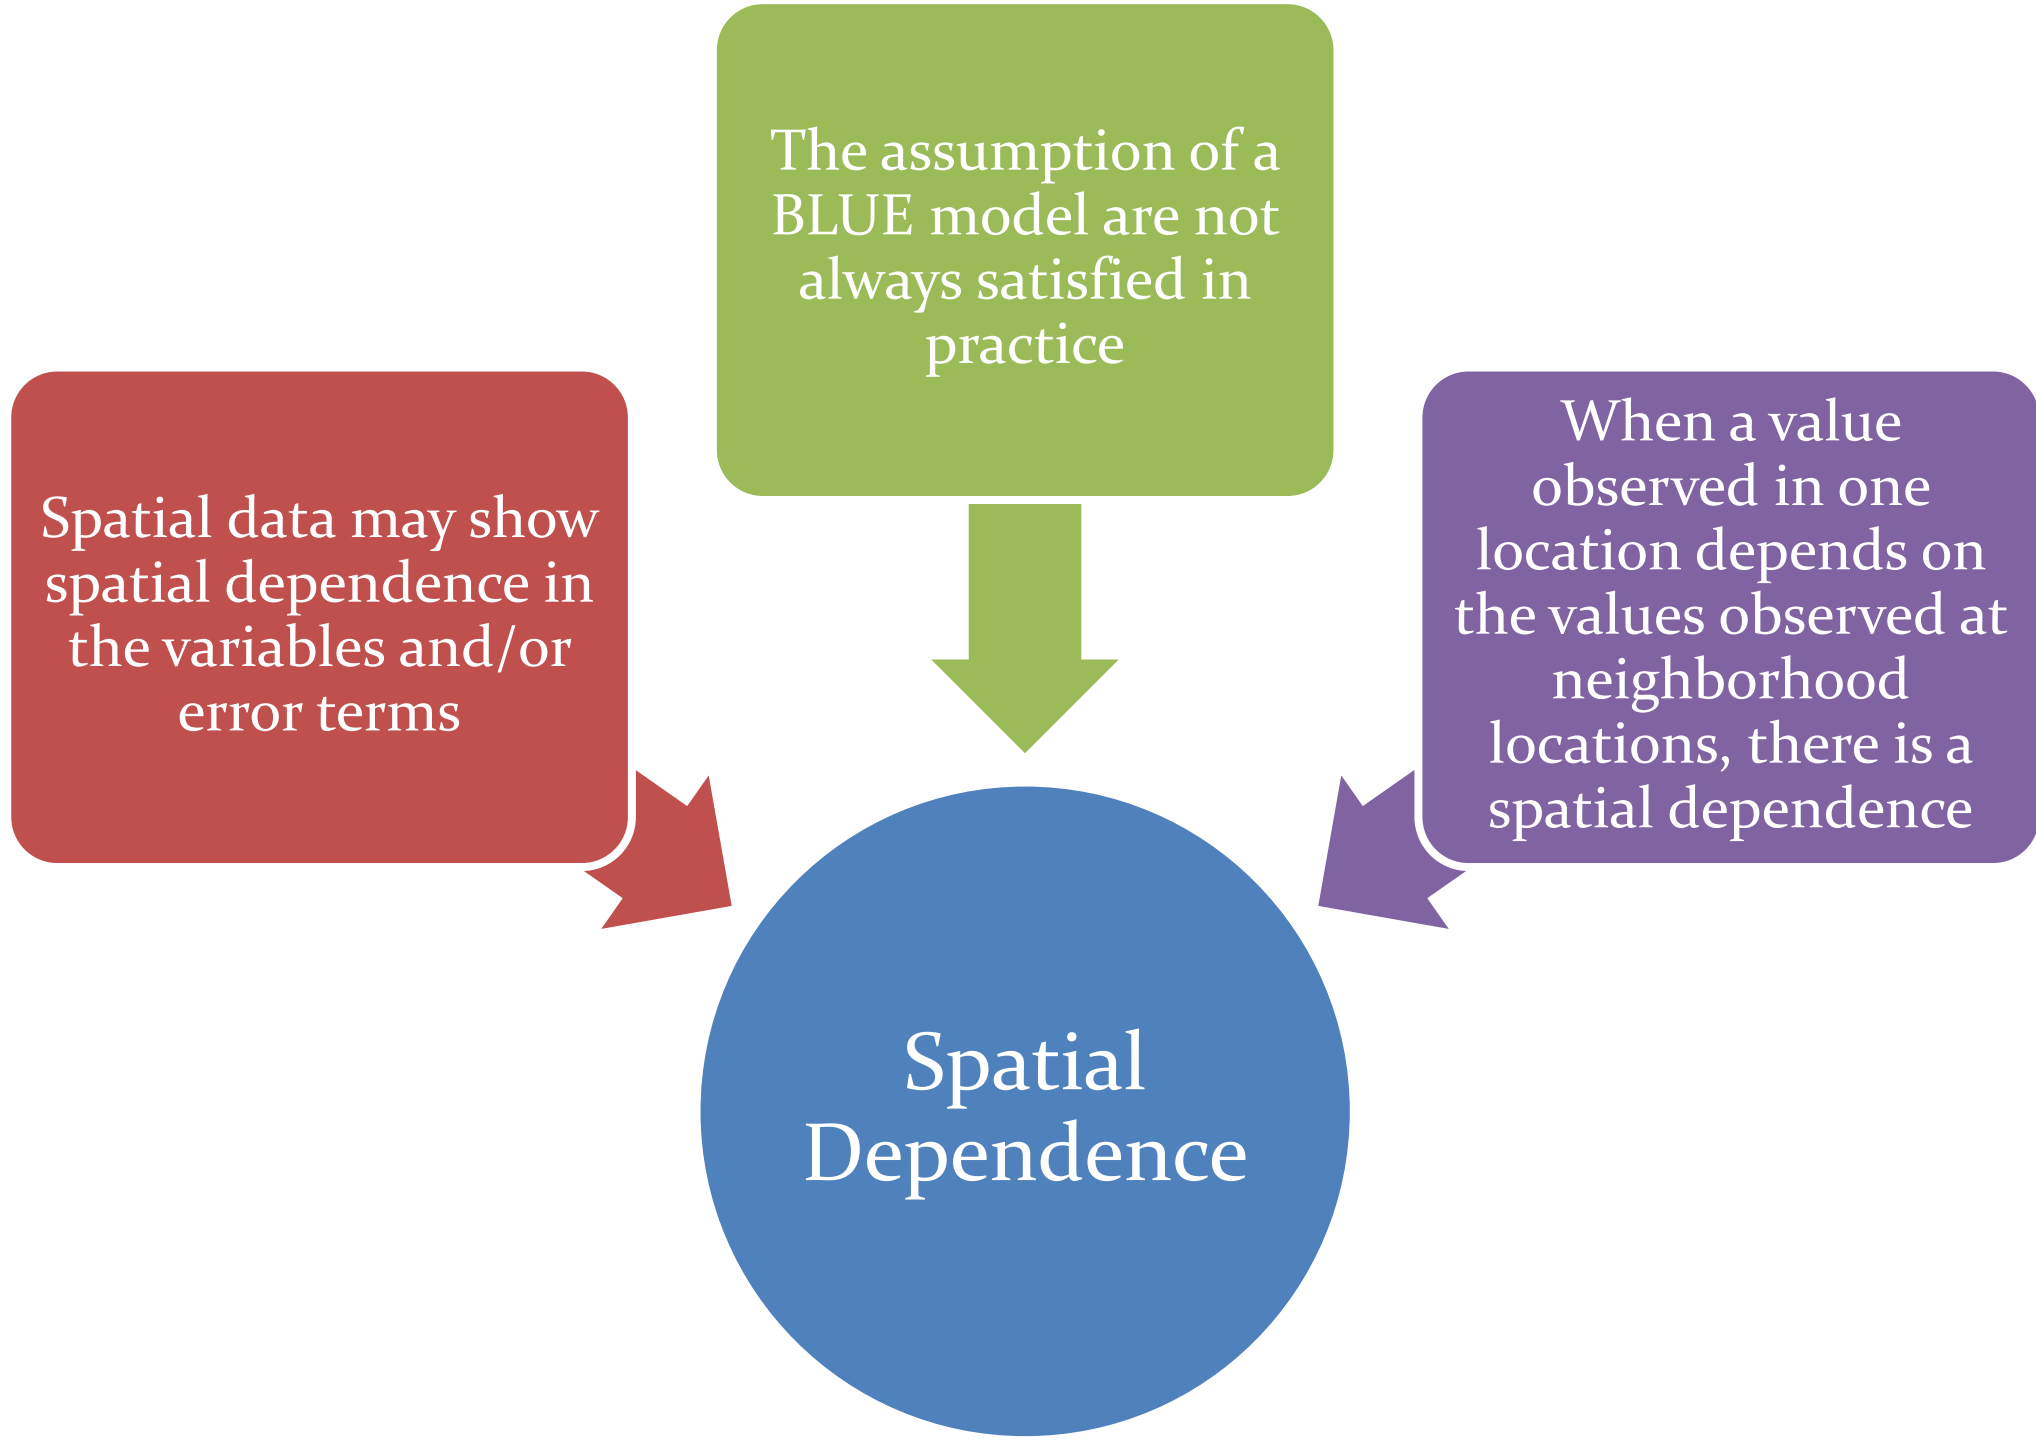 The assumption of a
BLUE model are not
always satisfied in
practice
Spatial data may show
spatial dependence in
the variables and/or
error terms
When a value
observed in one
location depends on
the values observed at
neighborhood
locations, there is a
spatial dependence
Spatial
Dependence